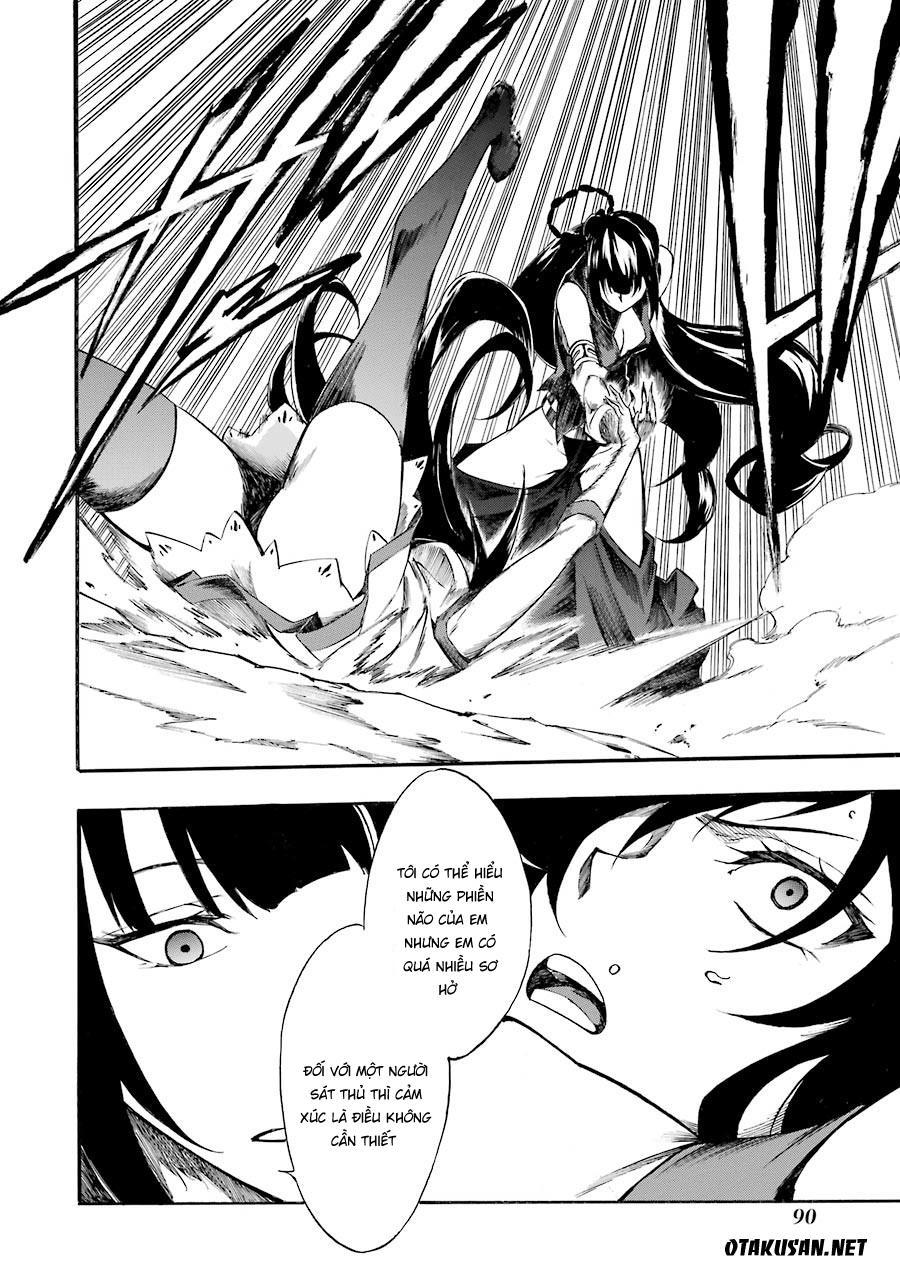 TÔI CÓ THỂ HIỂU
NHỮNG PHIỀN
NÃO CỦA EM
NHƯNG EM CÓ
QUÁ NHIỀU SƠ
HỞ
ĐỐI VỚI MỘT NGƯỜI
SÁT THỦ THÌ CẢM
XÚC LÀ ĐIỀU KHÔNG
CẦN THIẾT
90
OTAKUSAN.NET